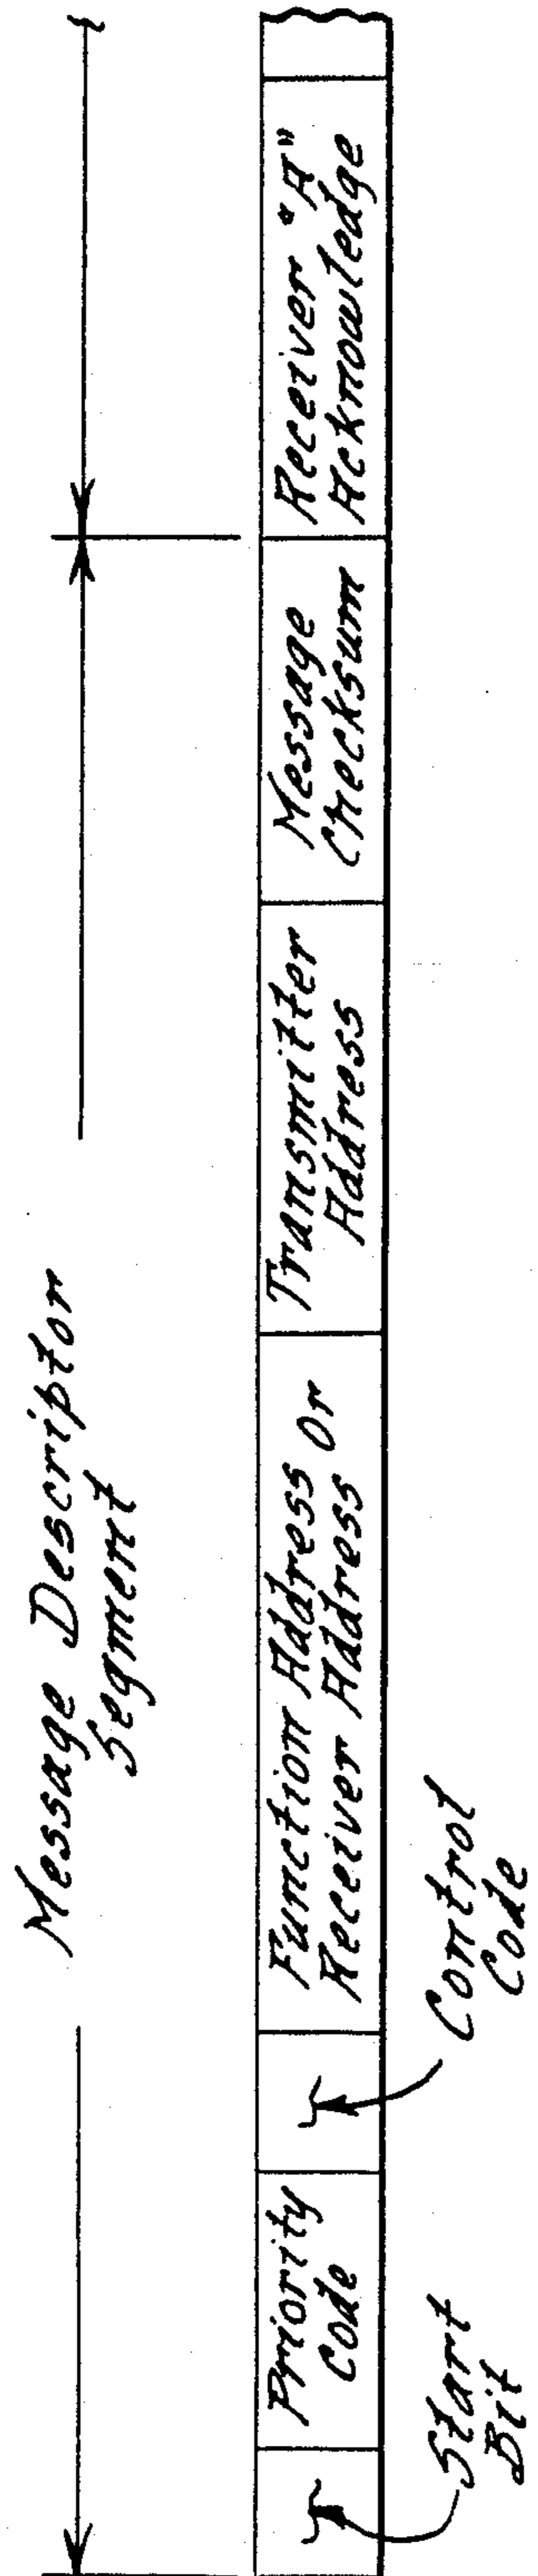 Message Descriptor
Segment
Priority
Code
Function Address Or
Receiver Address
Transmitter
Address
Message
Checksum
Receiver "A"
Acknowledge
Start
Bit
Control
Code